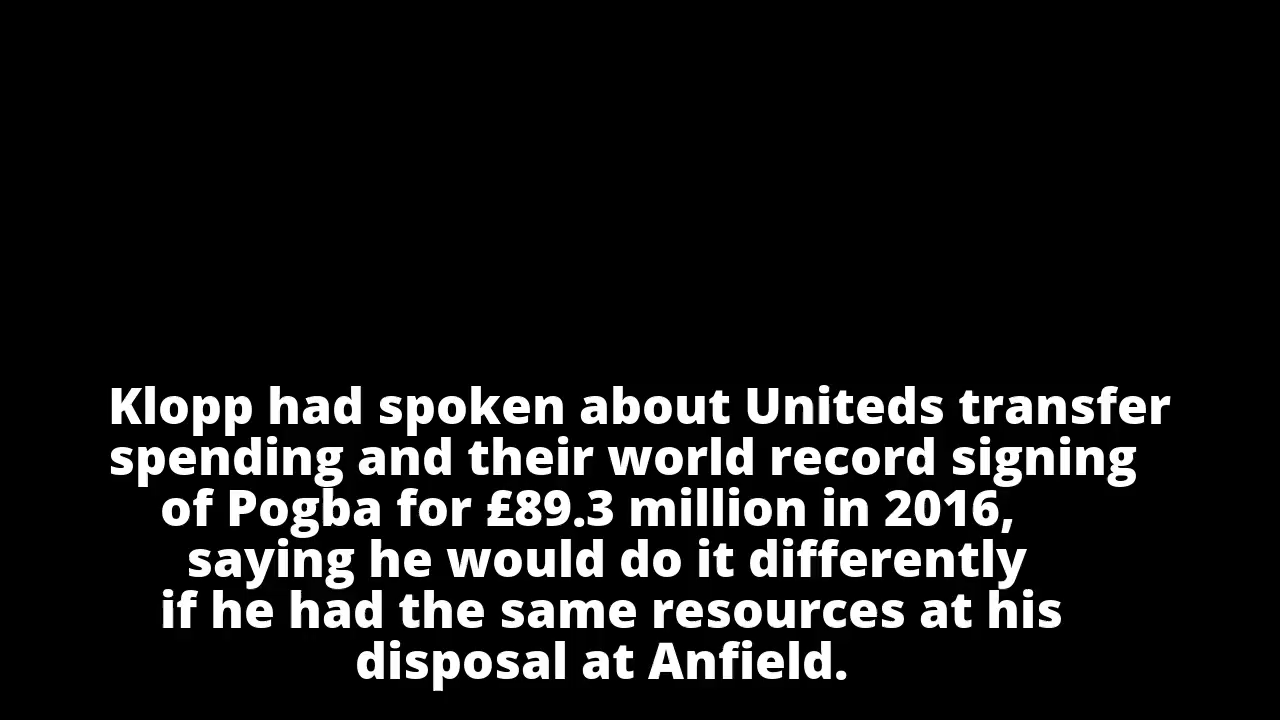 Klopp had spoken about Uniteds transfer
spending and their world record signing
of Pogba for £89.3 million in 2016,
saying he would do it differently
if he had the same resources at his
disposal at Anfield.